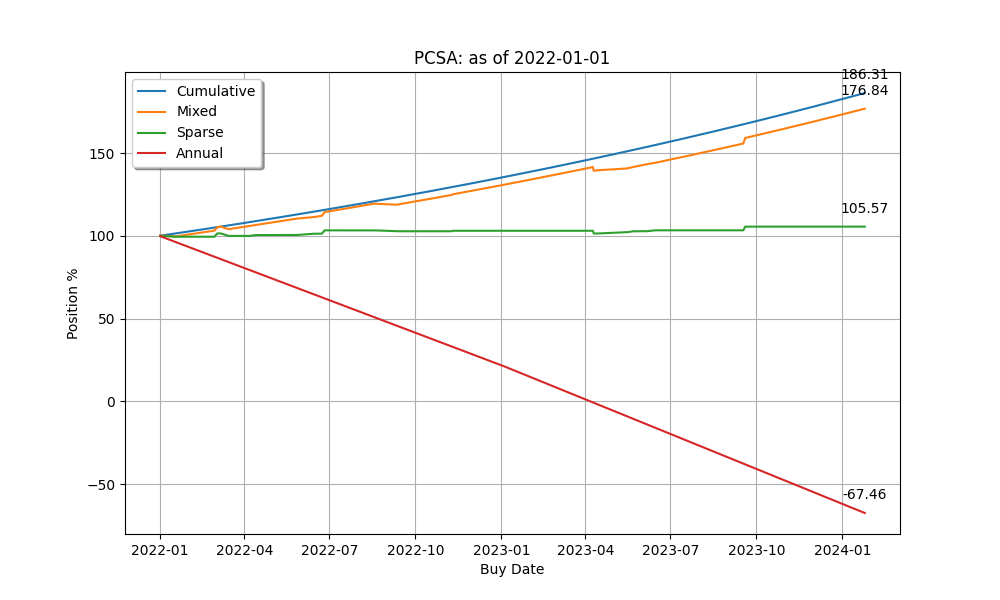 PCSA: as of 2022-01-01
186.31
176.84
Cumulative
Mixed
Sparse
Annual
105.57
-67.46
150
100
50
0
−50
Position %
2022-01 2022-04 2022-07 2022-10 2023-01 2023-04 2023-07 2023-10 2024-01
Buy Date